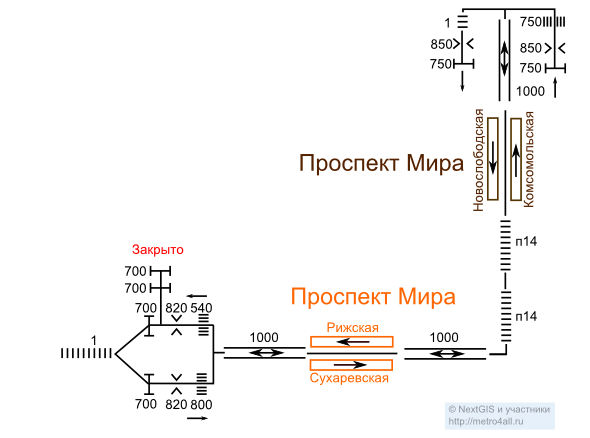 1
750
850
850
750
750
1000
Новослободская
Комсомольская
Проспект Мира
п14
Закрыто
700
700
п14
Проспект Мира
700 820 540
Рижская
1
1000
1000
Сухаревская
700 820 800
© NextGIS и участники
http://metro4all.ru